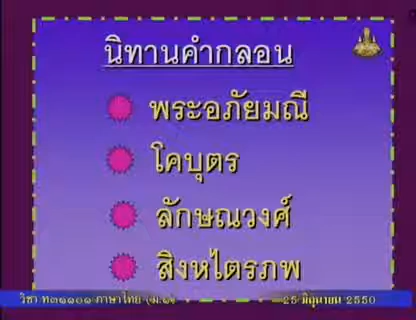 นิทานคำกลอน
พระอภัยมณี
โคบุตร
ลักษณวงศ์
สิงหไตรภพ
วิชา ท๓๑๑๐๑ ภาษาไทย (ม.๑)
25 มิถุนายน 2550